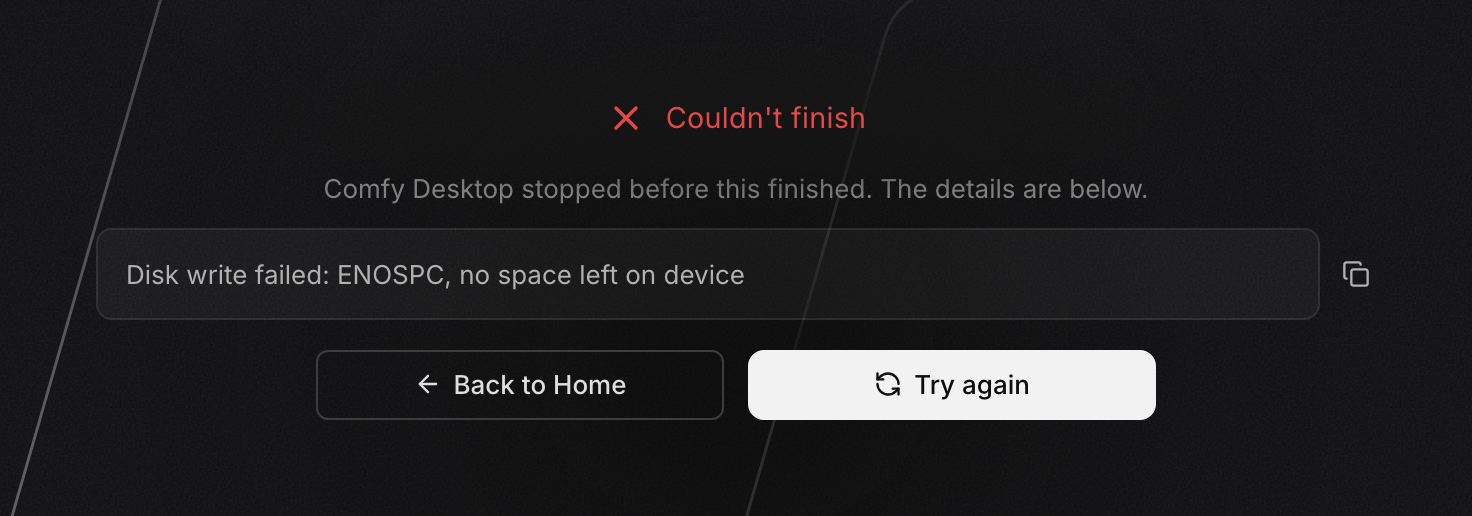 Couldn't finish
Comfy Desktop stopped before this finished. The details are below.
Disk write failed: ENOSPC, no space left on device
Back to Home
Try again